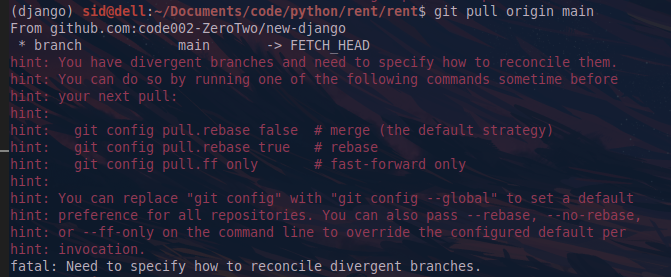 (django) sid@dell:~/Documents/code/python/rent/rent$ git pull origin main
From github.com:code002-ZeroTwo/new-django
 * branch            main       -> FETCH_HEAD
hint: You have divergent branches and need to specify how to reconcile them.
hint: You can do so by running one of the following commands sometime before
hint: your next pull:
hint:
hint:   git config pull.rebase false  # merge (the default strategy)
hint:   git config pull.rebase true   # rebase
hint:   git config pull.ff only       # fast-forward only
hint:
hint: You can replace "git config" with "git config --global" to set a default
hint: preference for all repositories. You can also pass --rebase, --no-rebase,
hint: or --ff-only on the command line to override the configured default per
hint: invocation.
fatal: Need to specify how to reconcile divergent branches.